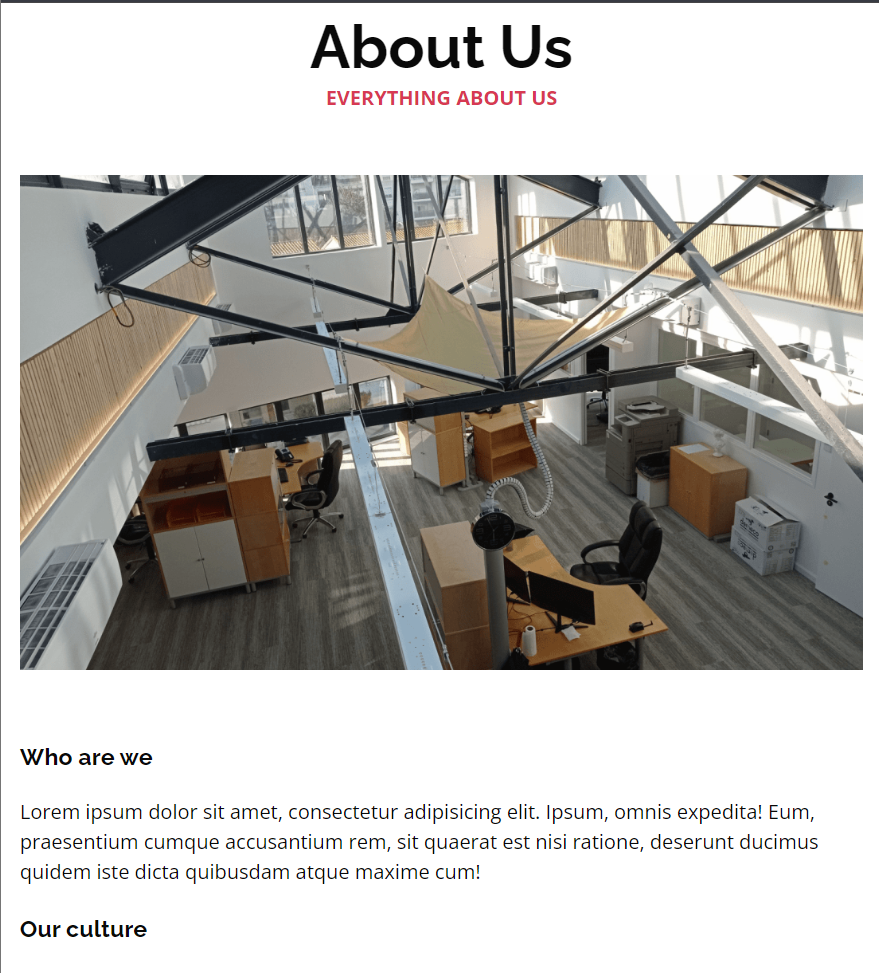 About Us
EVERYTHING ABOUT US
Who are we
Lorem ipsum dolor sit amet, consectetur adipisicing elit. Ipsum, omnis expedita! Eum,
praesentium cumque accusantium rem, sit quaerat est nisi ratione, deserunt ducimus
quidem iste dicta quibusdam atque maxime cum!
Our culture